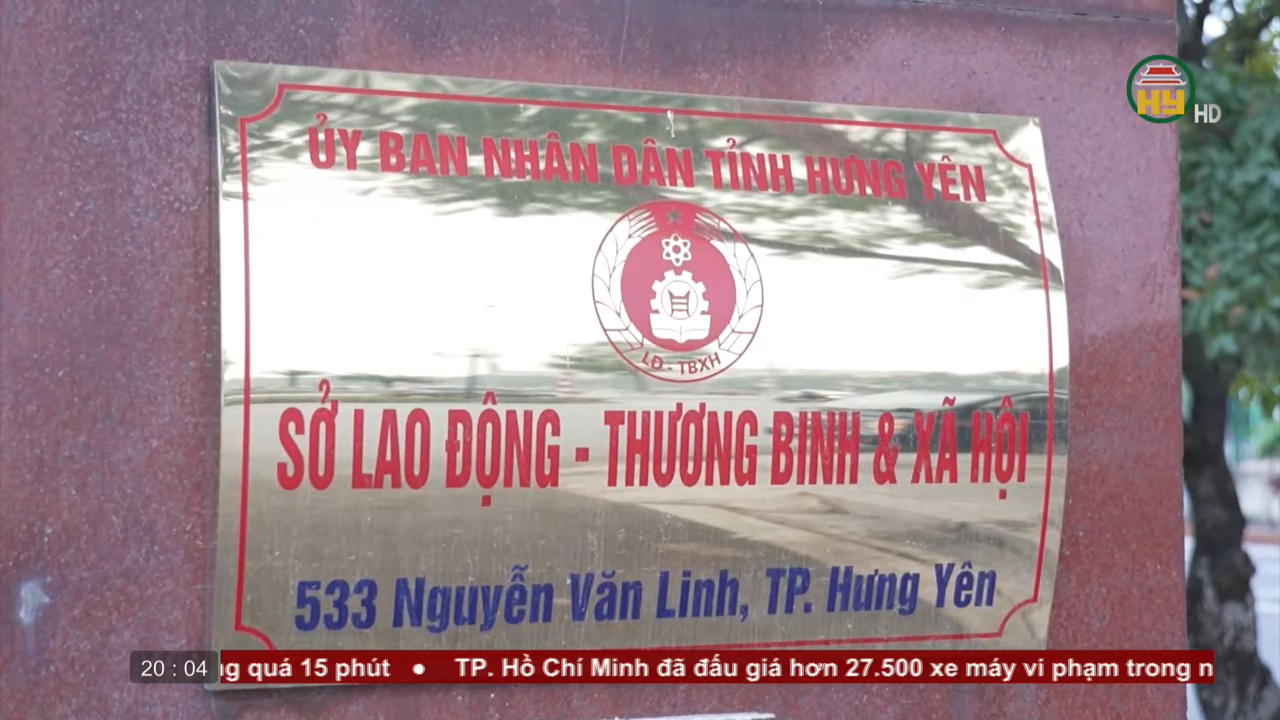 HY HD
ỦY BAN NHÂN DÂN TỈNH HƯNG YÊN
LĐ - TBXH
SỞ LAO ĐỘNG - THƯƠNG BINH & XÃ HỘI
533 Nguyễn Văn Linh, TP. Hưng Yên
20 : 04 quá 15 phút • TP. Hồ Chí Minh đã đấu giá hơn 27.500 xe máy vi phạm trong